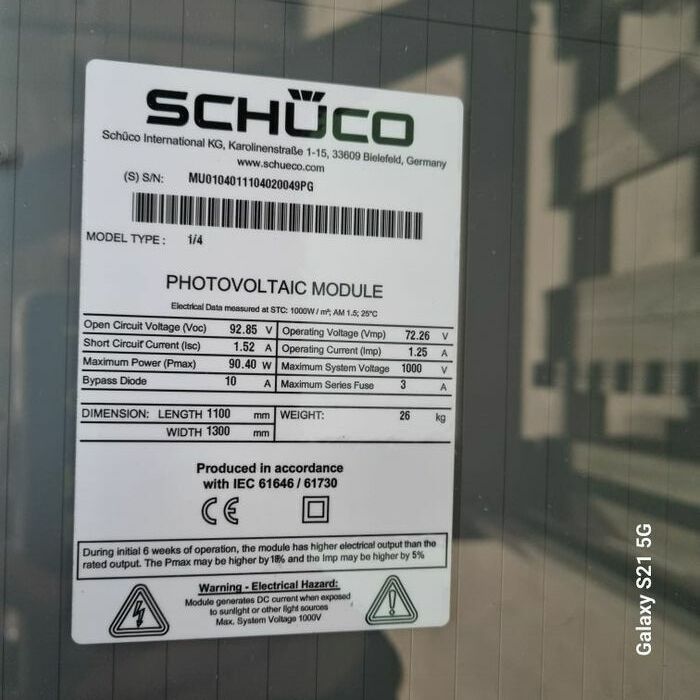 SCHÜCO
Schüco International KG, Karolinenstraße 1-15, 33609 Bielefeld, Germany
www.schueco.com
(S) S/N: MU0104011104020049PG
MODEL TYPE : 1/4
PHOTOVOLTAIC MODULE
Electrical Data measured at STC: 1000W / m²; AM 1.5; 25°C
Open Circuit Voltage (Voc) 92.85 V Operating Voltage (Vmp) 72.26 V
Short Circuif Current (Isc) 1.52 A Operating Current (Imp) 1.25 A
Maximum Power (Pmax) 90.40 W Maximum System Voltage 1000 V
Bypass Diode 10 A Maximum Series Fuse 3 A
DIMENSION: LENGTH 1100 mm WEIGHT: 26 kg
WIDTH 1300 mm
Produced in accordance
with IEC 61646 / 61730
CE
During initial 6 weeks of operation, the module has higher electrical output than the
rated output. The Pmax may be higher by 18% and the Imp may be higher by 5%
Warning - Electrical Hazard:
Module generates DC current when exposed
to sunlight or other light sources
Max. System Voltage 1000V
Galaxy S21 5G